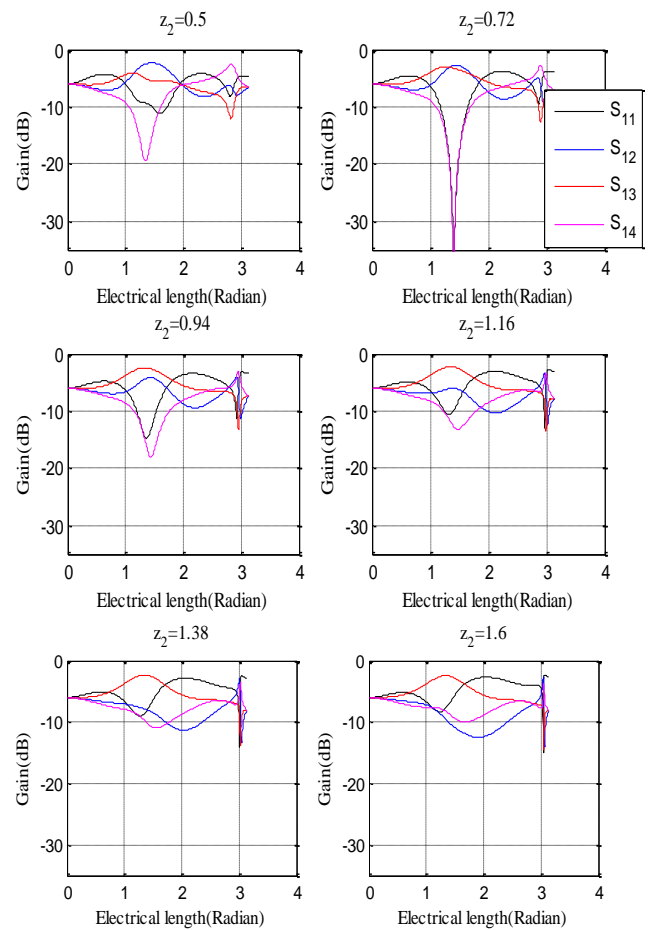 z2=0.5
z2=0.72
0
-10
-20
-30
Gain(dB)
0 1 2 3 4
Electrical length(Radian)
0
-10
-20
-30
Gain(dB)
0 1 2 3 4
Electrical length(Radian)
S11
S12
S13
S14
z2=0.94
z2=1.16
0
-10
-20
-30
Gain(dB)
0 1 2 3 4
Electrical length(Radian)
0
-10
-20
-30
Gain(dB)
0 1 2 3 4
Electrical length(Radian)
z2=1.38
z2=1.6
0
-10
-20
-30
Gain(dB)
0 1 2 3 4
Electrical length(Radian)
0
-10
-20
-30
Gain(dB)
0 1 2 3 4
Electrical length(Radian)